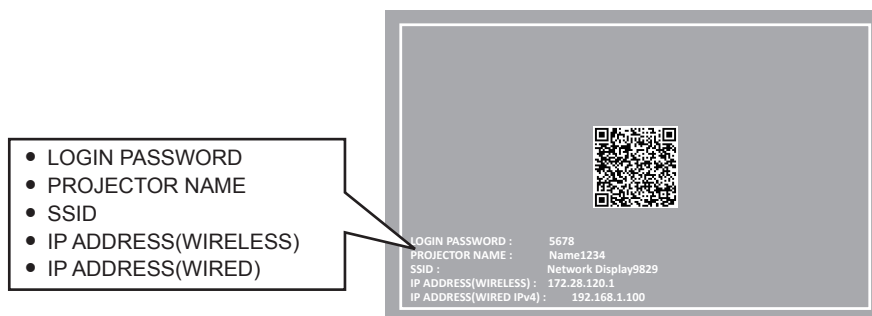 • LOGIN PASSWORD
• PROJECTOR NAME
• SSID
• IP ADDRESS(WIRELESS)
• IP ADDRESS(WIRED)
LOGIN PASSWORD : 5678
PROJECTOR NAME : Name1234
SSID : Network Display9829
IP ADDRESS(WIRELESS) : 172.28.120.1
IP ADDRESS(WIRED IPv4) : 192.168.1.100